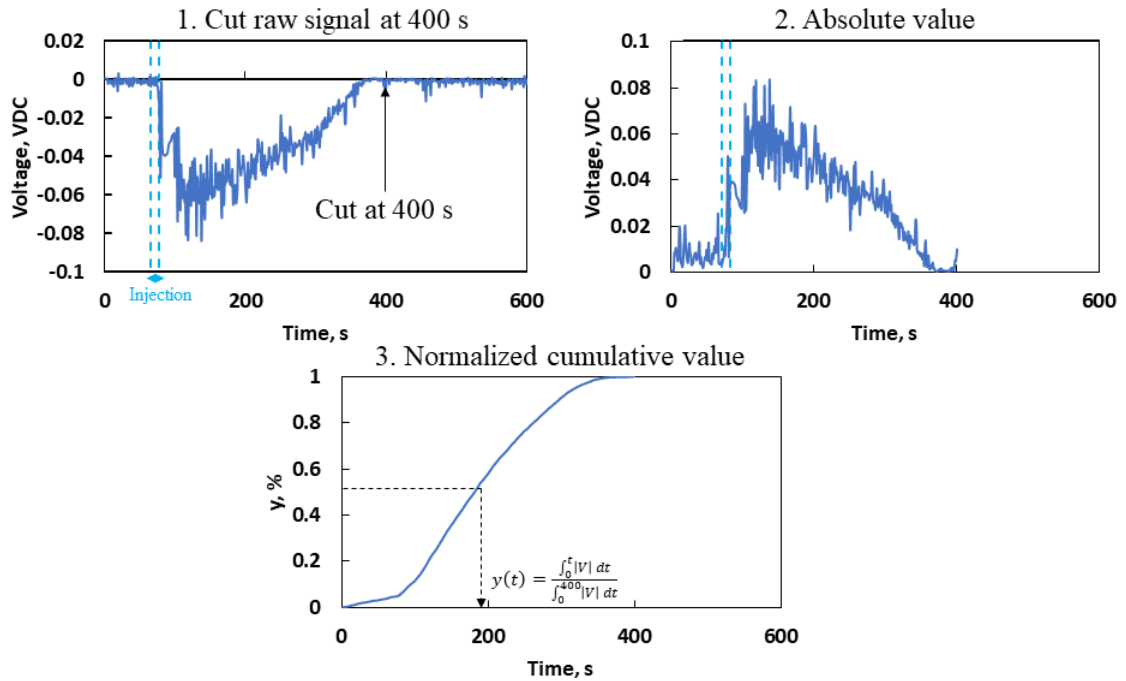 1. Cut raw signal at 400 s
0.02
0
-0.02
-0.04
-0.06
-0.08
-0.1
Voltage, VDC
Cut at 400 s
Injection
0
200
400
600
Time, s
2. Absolute value
0.1
0.08
0.06
0.04
0.02
0
Voltage, VDC
0
200
400
600
Time, s
3. Normalized cumulative value
1
0.8
0.6
0.4
0.2
0
y, %
y(t) = ∫₀ᵗ|V| dt / ∫₀⁴⁰⁰|V| dt
0
200
400
600
Time, s